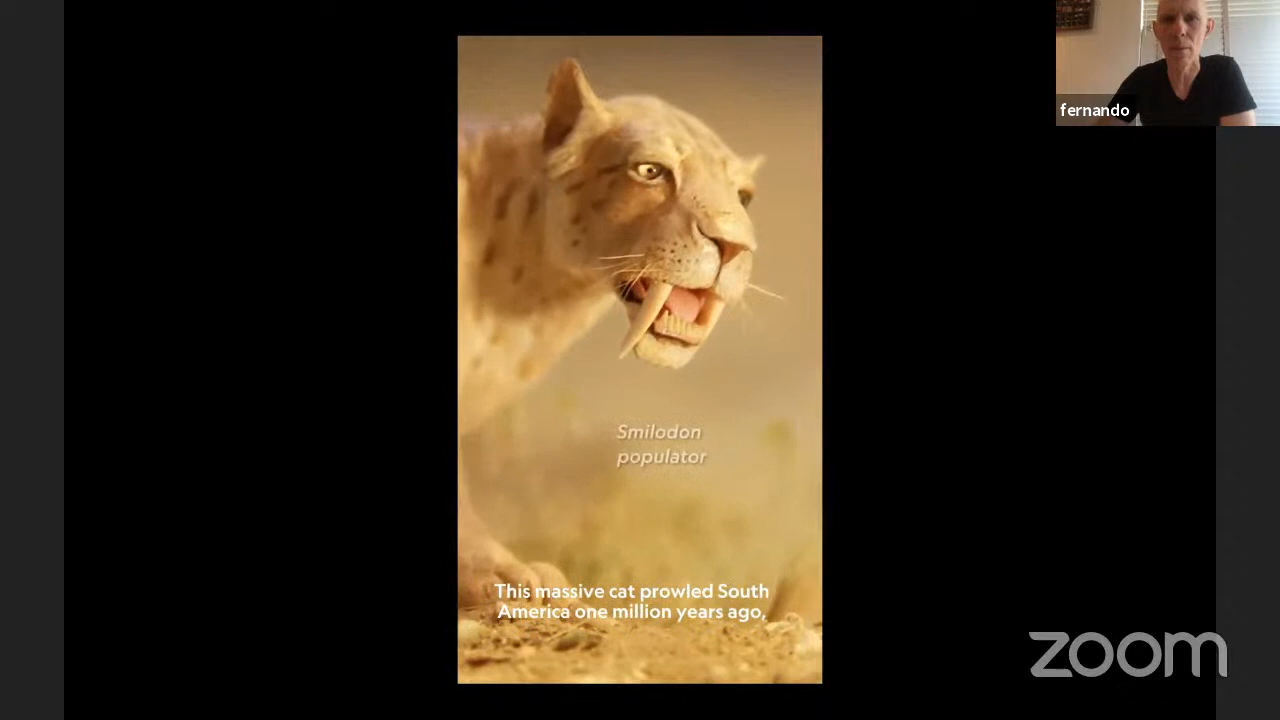 fernando
Smilodon
populator
This massive cat prowled South
America one million years ago,
zoom